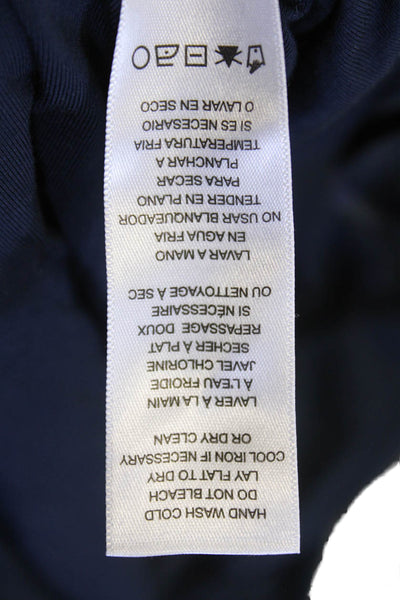 HAND WASH COLD
DO NOT BLEACH
LAY FLAT TO DRY
COOL IRON IF NECESSARY
OR DRY CLEAN
LAVER À LA MAIN
À L'EAU FROIDE
JAVEL CHLORINE
SÉCHER À PLAT
REPASSAGE DOUX
SI NÉCESSAIRE
OU NETTOYAGE À SEC
LAVAR A MANO
EN AGUA FRIA
NO USAR BLANQUEADOR
TENDER EN PLANO
PARA SECAR
PLANCHAR A
TEMPERATURA FRIA
SI ES NECESARIO
O LAVAR EN SECO